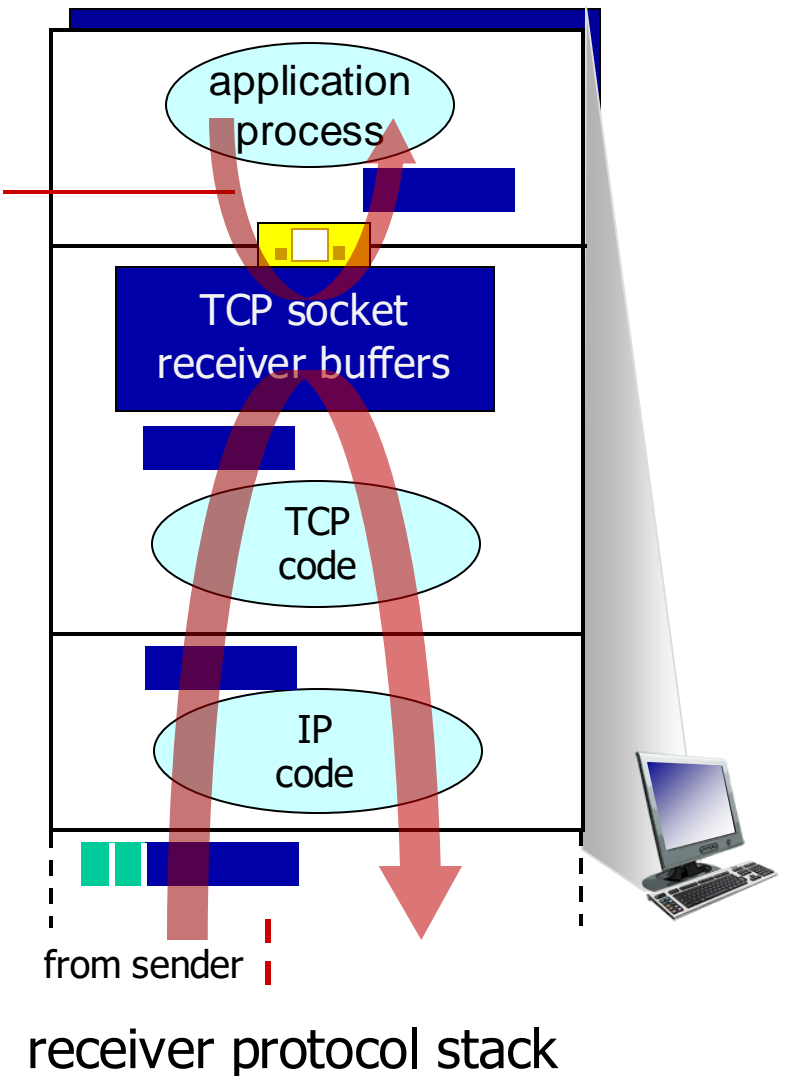 application
process
TCP socket
receiver buffers
TCP
code
IP
code
from sender
receiver protocol stack